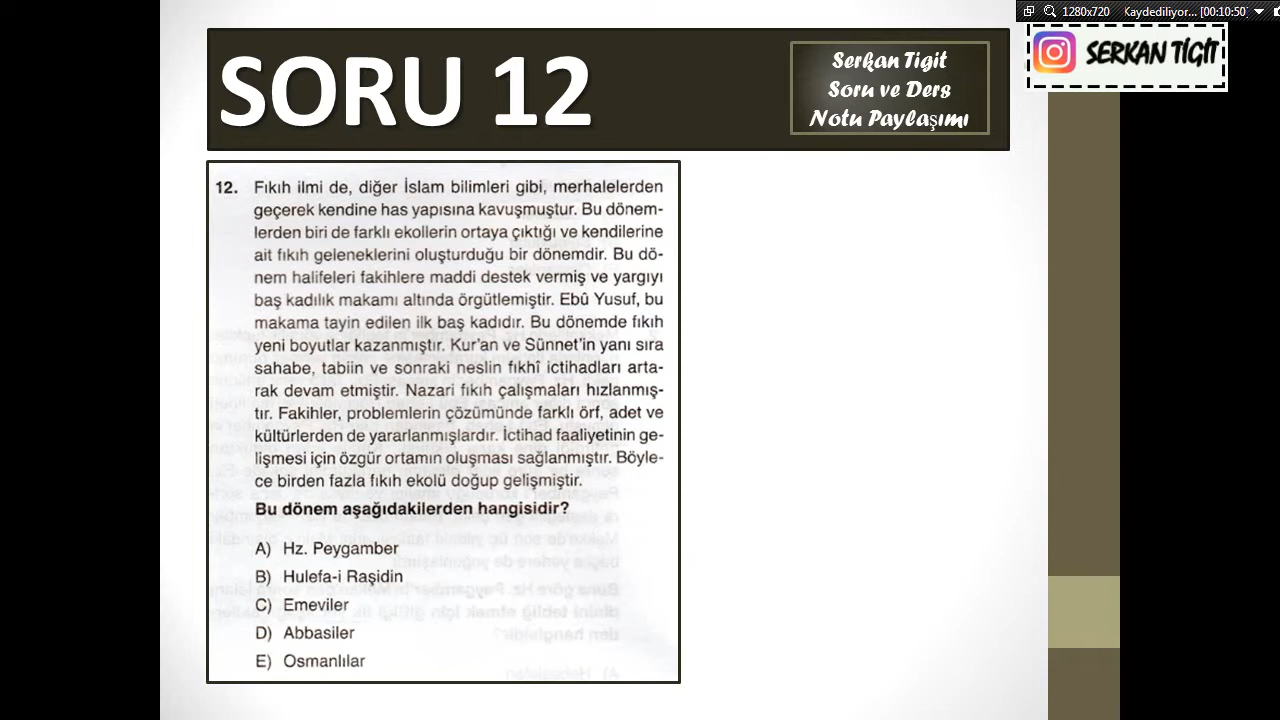 1280x720 Kaydediliyor... [00:10:50]
SERKAN TİGİT
SORU 12
Serkan Tigit
Soru ve Ders
Notu Paylaşımı
12. Fıkıh ilmi de, diğer İslam bilimleri gibi, merhalelerden
geçerek kendine has yapısına kavuşmuştur. Bu dönem-
lerden biri de farklı ekollerin ortaya çıktığı ve kendilerine
ait fıkıh geleneklerini oluşturduğu bir dönemdir. Bu dö-
nem halifeleri fakihlere maddi destek vermiş ve yargıyı
baş kadılık makamı altında örgütlemiştir. Ebû Yusuf, bu
makama tayin edilen ilk baş kadıdır. Bu dönemde fıkıh
yeni boyutlar kazanmıştır. Kur'an ve Sünnet'in yanı sıra
sahabe, tabiin ve sonraki neslin fıkhî ictihadları arta-
rak devam etmiştir. Nazari fıkıh çalışmaları hızlanmış-
tır. Fakihler, problemlerin çözümünde farklı örf, adet ve
kültürlerden de yararlanmışlardır. İctihad faaliyetinin ge-
lişmesi için özgür ortamın oluşması sağlanmıştır. Böyle-
ce birden fazla fıkıh ekolü doğup gelişmiştir.
Bu dönem aşağıdakilerden hangisidir?
A) Hz. Peygamber
B) Hulefa-i Raşidin
C) Emeviler
D) Abbasiler
E) Osmanlılar